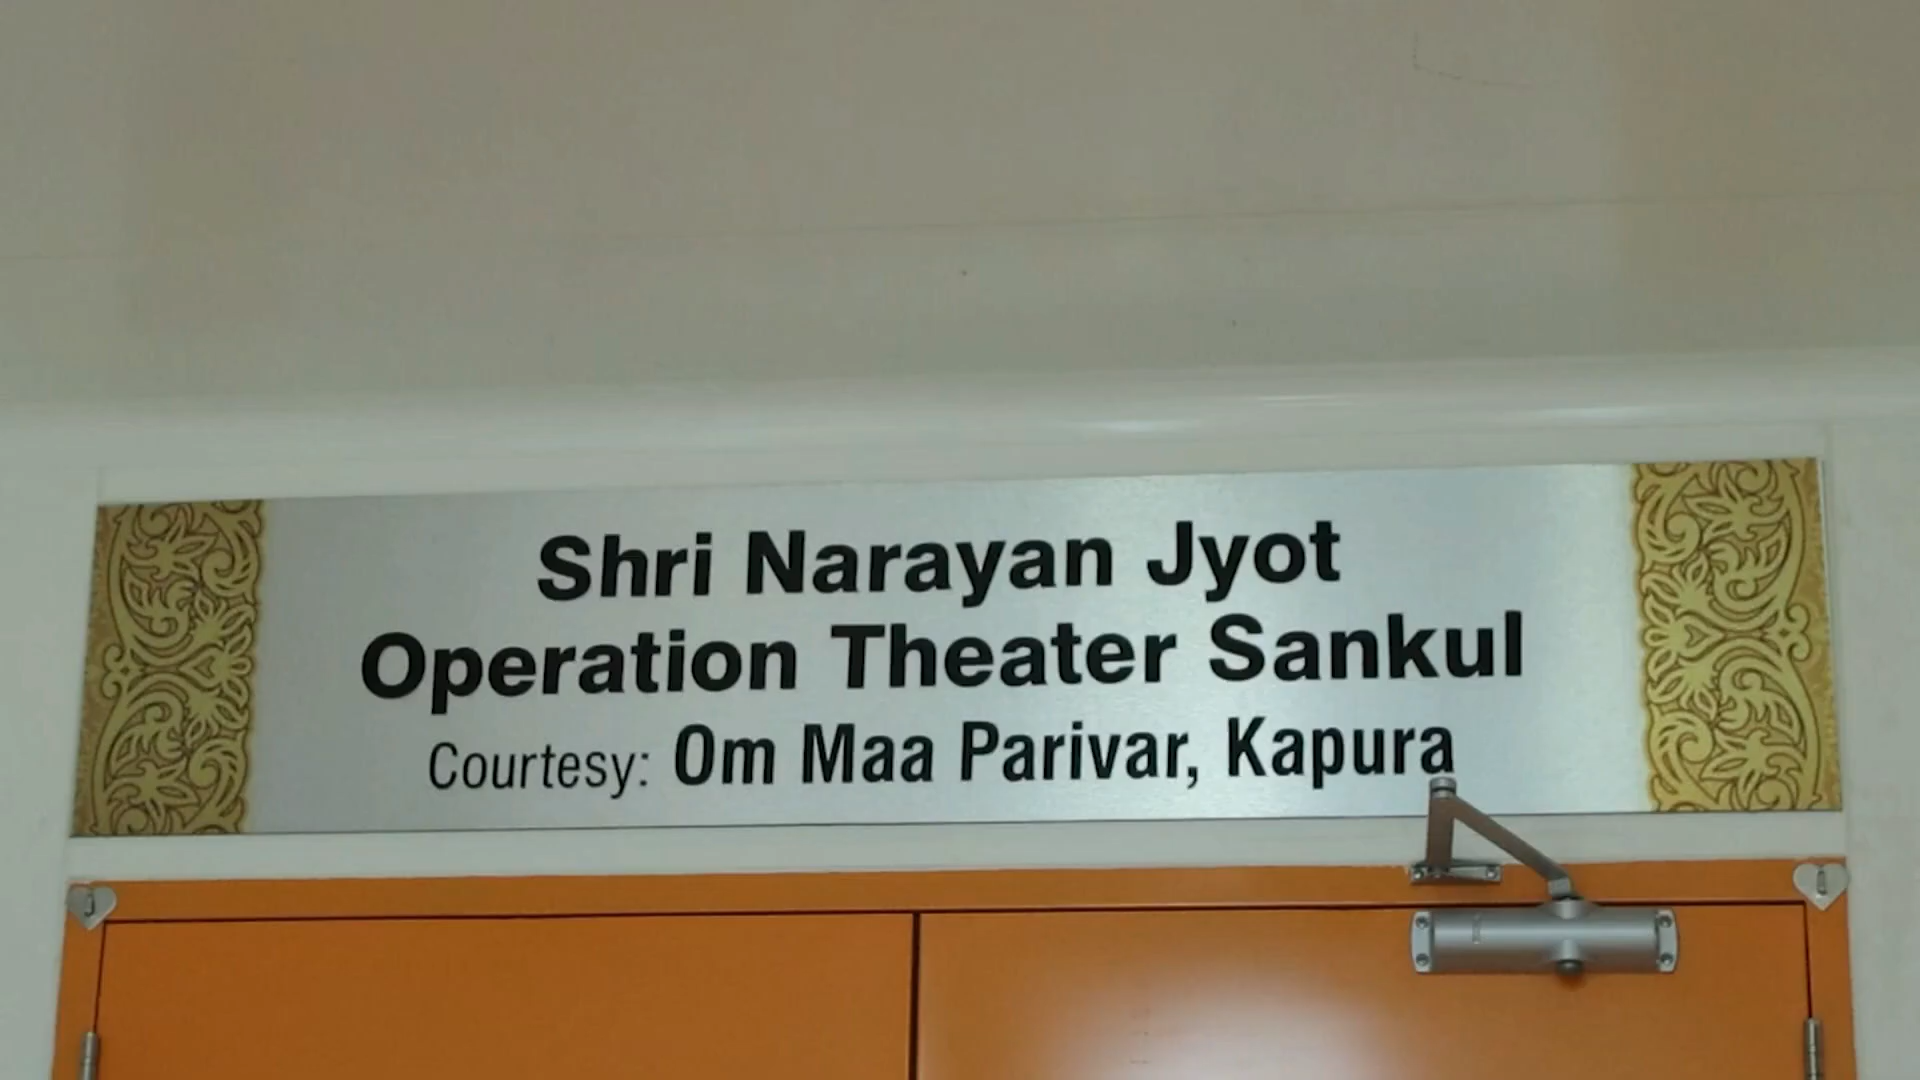 Shri Narayan Jyot
Operation Theater Sankul
Courtesy: Om Maa Parivar, Kapura